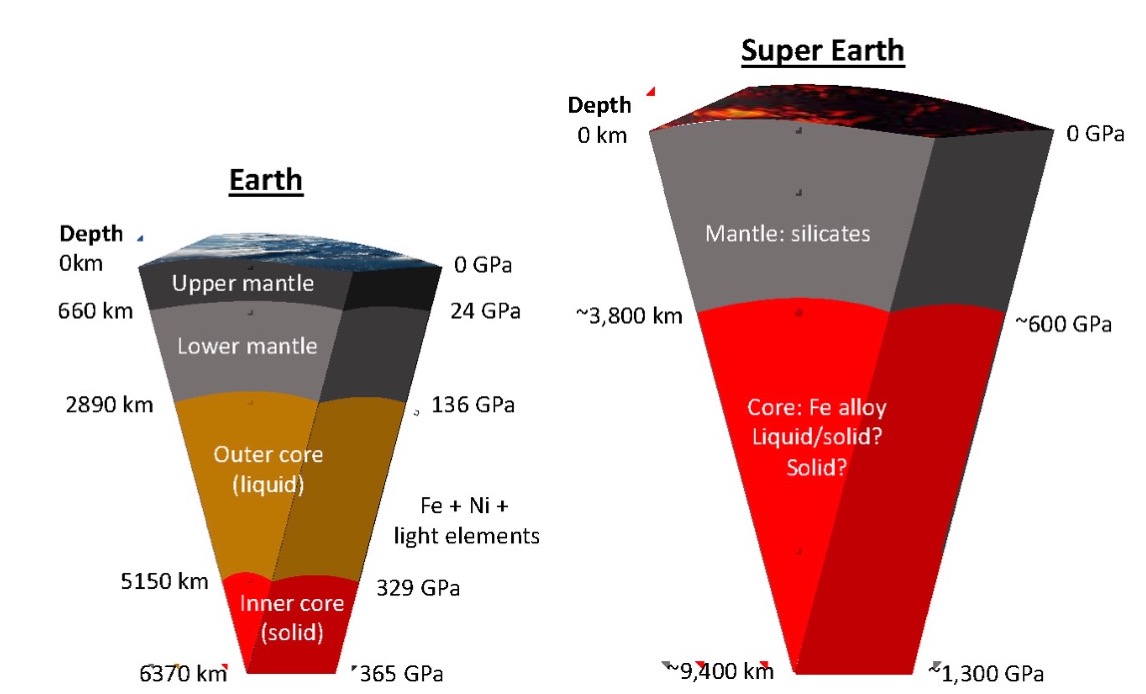 Super Earth
Depth
0 km
0 GPa
Earth
Mantle: silicates
Depth
0km
0 GPa
Upper mantle
660 km
24 GPa
~3,800 km
~600 GPa
Lower mantle
2890 km
136 GPa
Core: Fe alloy
Liquid/solid?
Solid?
Outer core
(liquid)
Fe + Ni +
light elements
5150 km
329 GPa
Inner core
(solid)
6370 km
365 GPa
~9,400 km
~1,300 GPa